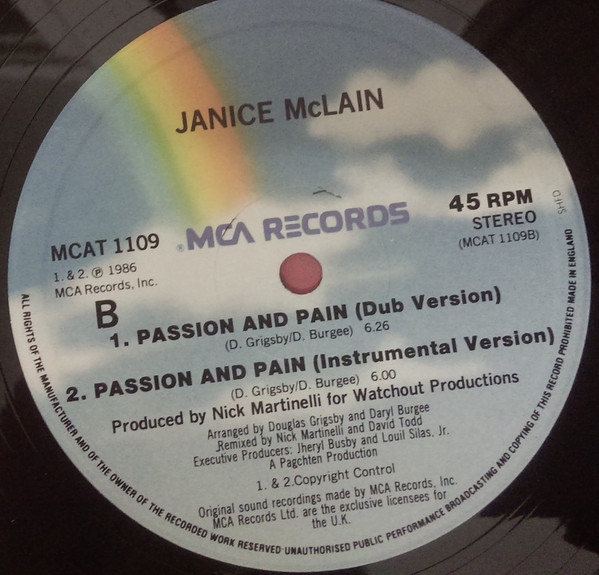 JANICE McLAIN
MCA RECORDS
MCAT 1109
1. & 2. ℗ 1986
MCA Records, Inc.
B
45 RPM
STEREO
(MCAT 1109B)
SHED
1. PASSION AND PAIN (Dub Version)
(D. Grigsby/D. Burgee) 6.26
2. PASSION AND PAIN (Instrumental Version)
(D. Grigsby/D. Burgee) 6.00
Produced by Nick Martinelli for Watchout Productions
Arranged by Douglas Grigsby and Daryl Burgee
Remixed by Nick Martinelli and David Todd
Executive Producers: Jheryl Busby and Louil Silas, Jr.
A Pagchten Production
1. & 2.Copyright Control
Original sound recordings made by MCA Records, Inc.
MCA Records Ltd. are the exclusive licensees for
the U.K.
ALL RIGHTS OF THE MANUFACTURER AND OF THE OWNER OF THE RECORDED WORK RESERVED UNAUTHORISED PUBLIC PERFORMANCE BROADCASTING AND COPYING OF THIS RECORD PROHIBITED MADE IN ENGLAND